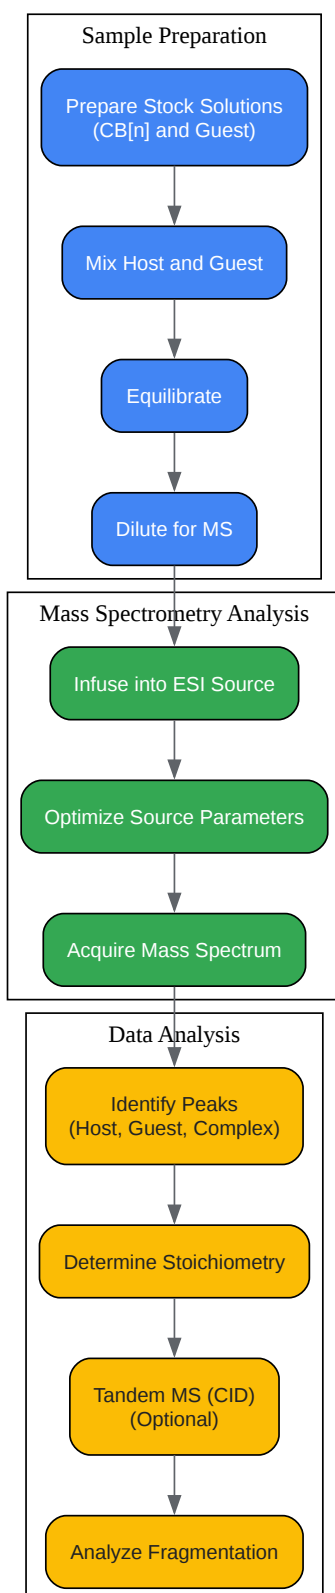 Sample Preparation
Prepare Stock Solutions
(CB[n] and Guest)
Mix Host and Guest
Equilibrate
Dilute for MS
Mass Spectrometry Analysis
Infuse into ESI Source
Optimize Source Parameters
Acquire Mass Spectrum
Data Analysis
Identify Peaks
(Host, Guest, Complex)
Determine Stoichiometry
Tandem MS (CID)
(Optional)
Analyze Fragmentation